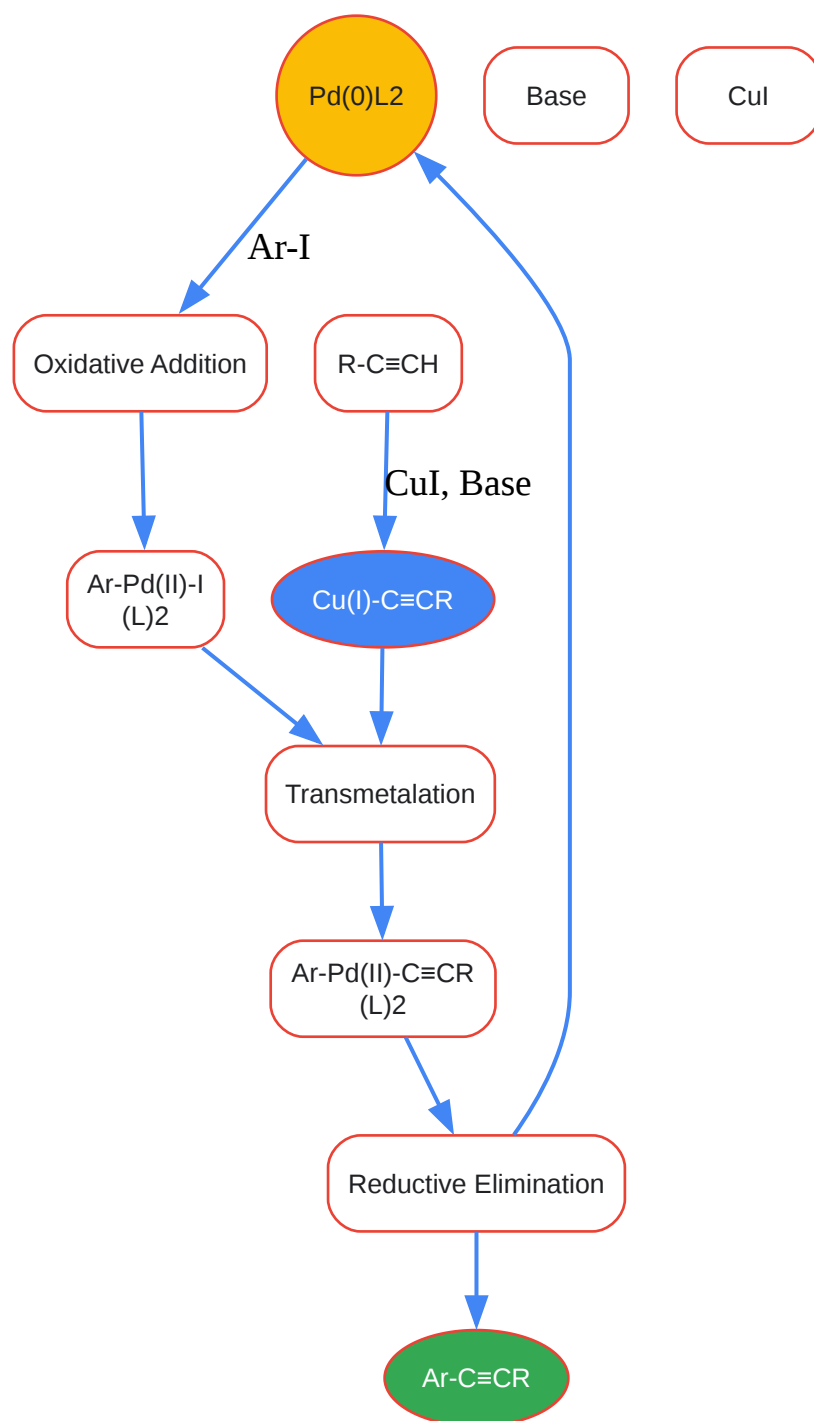 Pd(0)L2
Base
CuI
Ar-I
Oxidative Addition
R-C≡CH
CuI, Base
Ar-Pd(II)-I
(L)2
Cu(I)-C≡CR
Transmetalation
Ar-Pd(II)-C≡CR
(L)2
Reductive Elimination
Ar-C≡CR